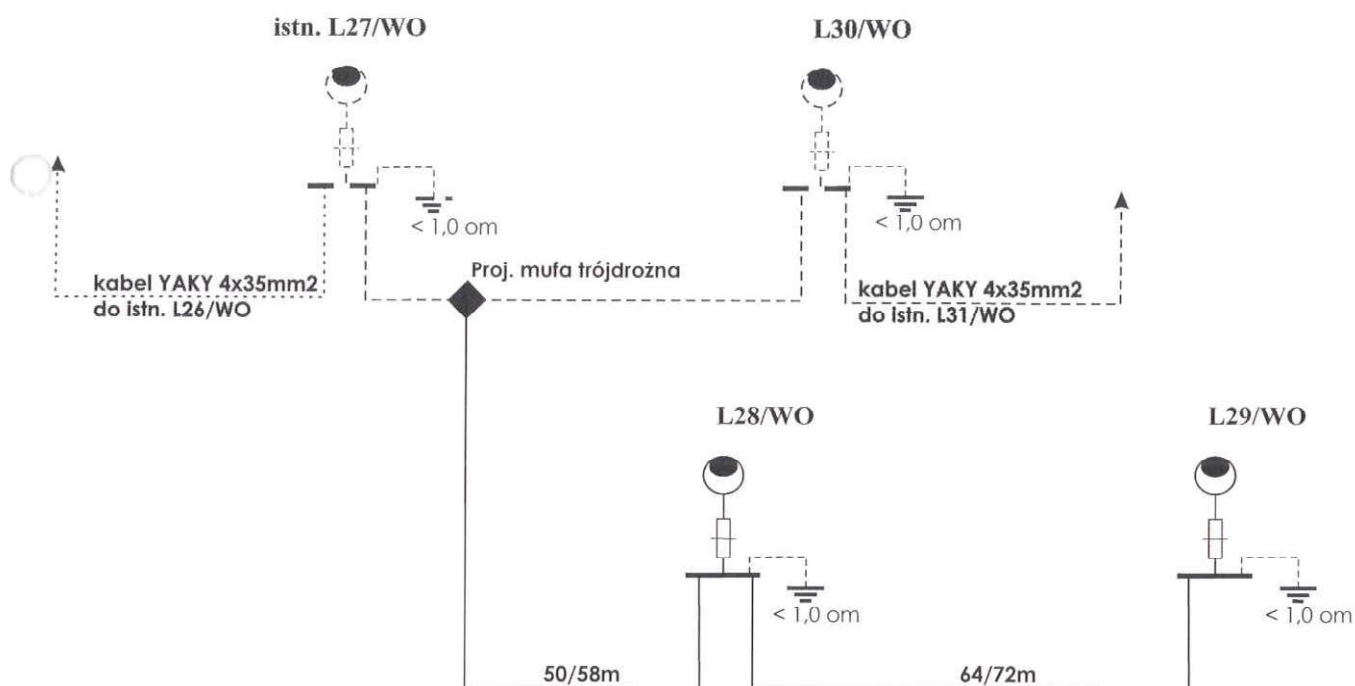 istn. L27/WO
L30/WO
< 1,0 om
< 1,0 om
Proj. mufa trójdrożna
kabel YAKY 4x35mm2
do istn. L26/WO
kabel YAKY 4x35mm2
do istn. L31/WO
L28/WO
L29/WO
< 1,0 om
< 1,0 om
50/58m
64/72m